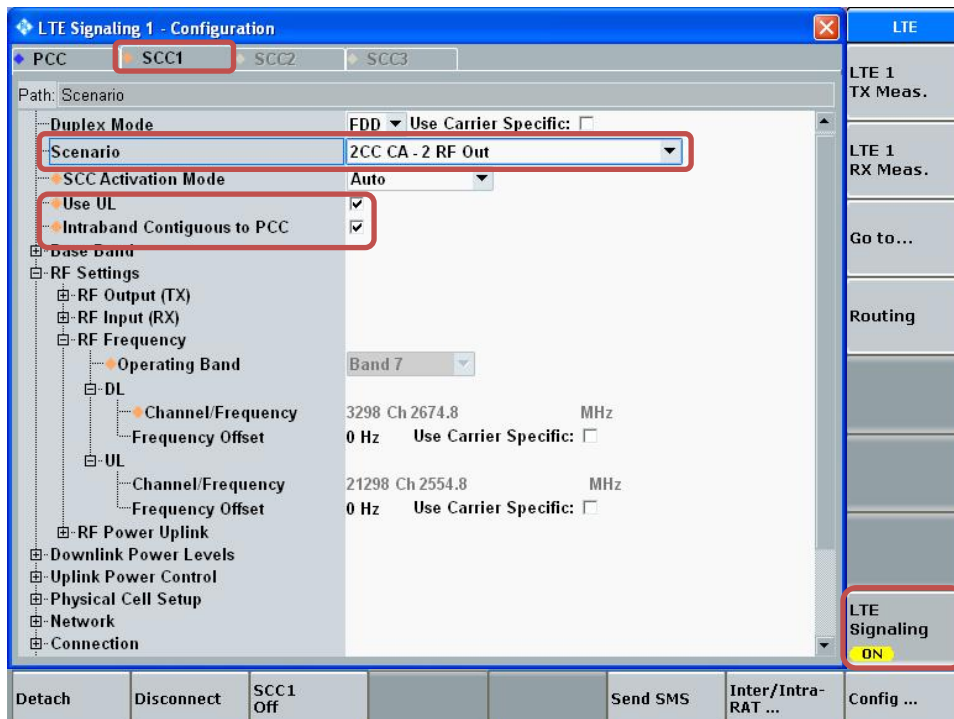 LTE Signaling 1 - Configuration
LTE
PCC SCC1 SCC2 SCC3
Path: Scenario
Duplex Mode FDD Use Carrier Specific:
Scenario 2CC CA - 2 RF Out
SCC Activation Mode Auto
Use UL
Intraband Contiguous to PCC
Base Band
RF Settings
RF Output (TX)
RF Input (RX)
RF Frequency
Operating Band Band 7
DL
Channel/Frequency 3298 Ch 2674.8 MHz
Frequency Offset 0 Hz Use Carrier Specific:
UL
Channel/Frequency 21298 Ch 2554.8 MHz
Frequency Offset 0 Hz Use Carrier Specific:
RF Power Uplink
Downlink Power Levels
Uplink Power Control
Physical Cell Setup
Network
Connection
LTE 1
TX Meas.
LTE 1
RX Meas.
Go to...
Routing
LTE
Signaling
ON
Detach
Disconnect
SCC1
Off
Send SMS
Inter/Intra-
RAT ...
Config ...